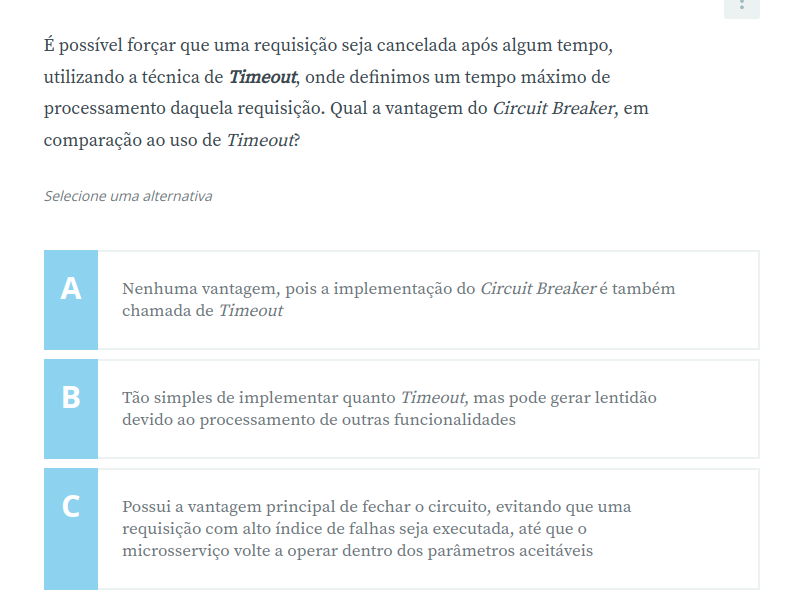 É possível forçar que uma requisição seja cancelada após algum tempo,
utilizando a técnica de Timeout, onde definimos um tempo máximo de
processamento daquela requisição. Qual a vantagem do Circuit Breaker, em
comparação ao uso de Timeout?
Selecione uma alternativa
A
Nenhuma vantagem, pois a implementação do Circuit Breaker é também
chamada de Timeout
B
Tão simples de implementar quanto Timeout, mas pode gerar lentidão
devido ao processamento de outras funcionalidades
C
Possui a vantagem principal de fechar o circuito, evitando que uma
requisição com alto índice de falhas seja executada, até que o
microsserviço volte a operar dentro dos parâmetros aceitáveis